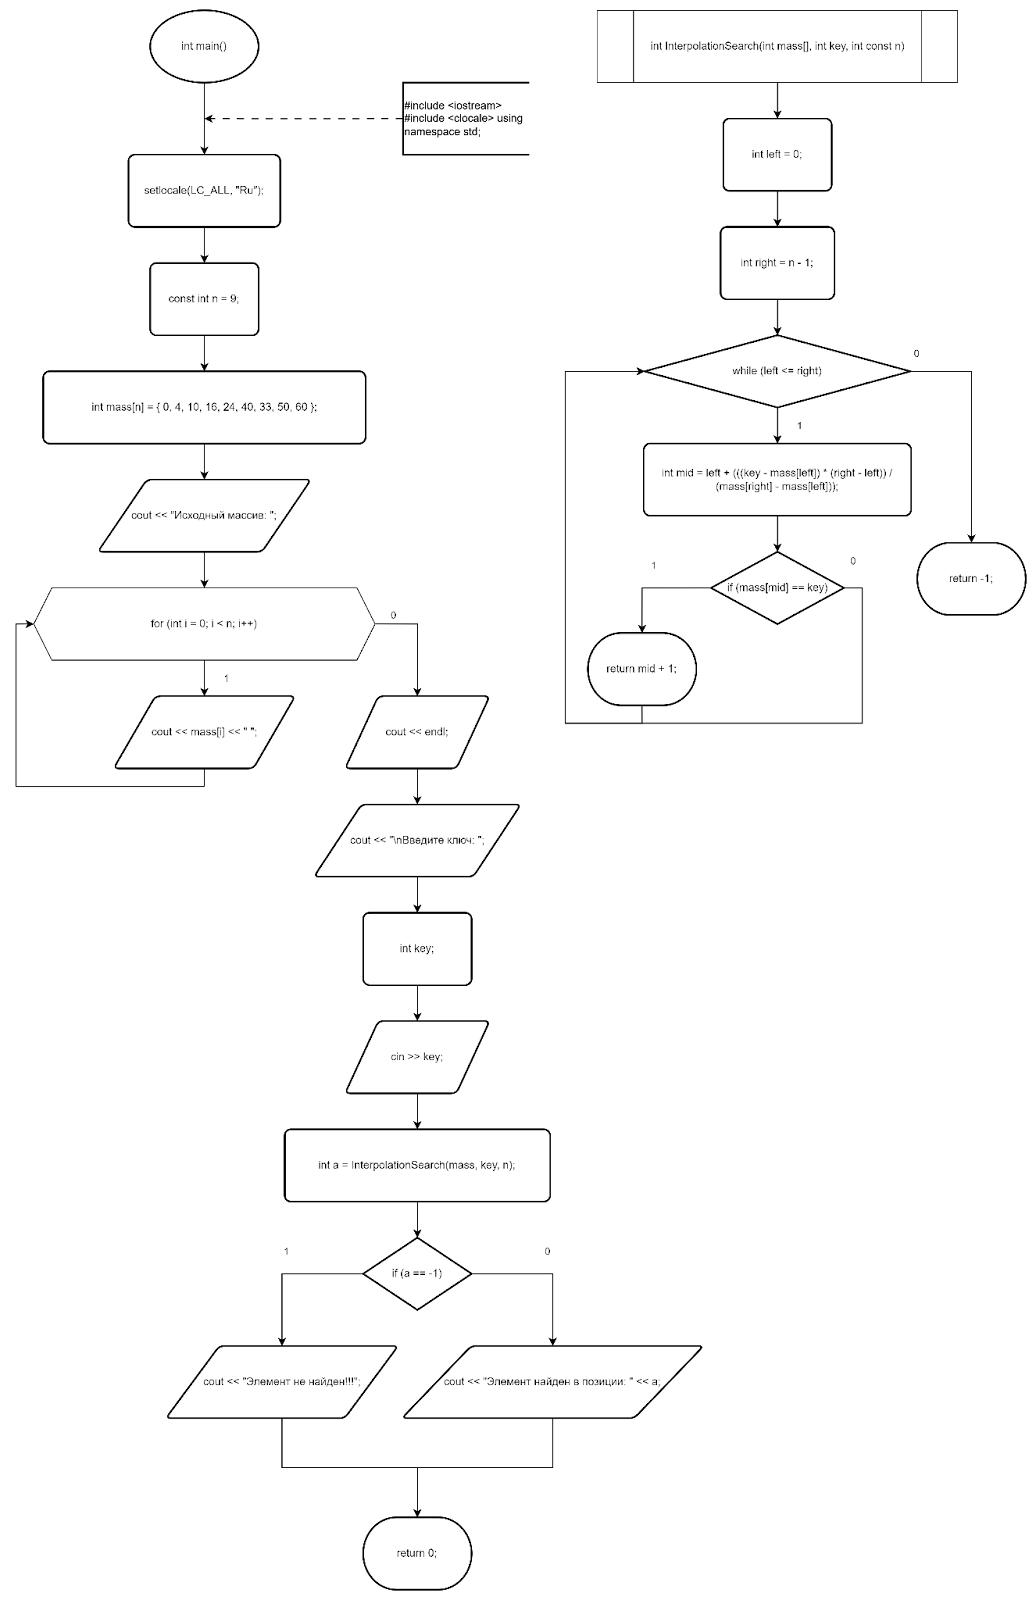 int main()
#include <iostream>
#include <clocale> using
namespace std;
setlocale(LC_ALL, "Ru");
const int n = 9;
int mass[n] = { 0, 4, 10, 16, 24, 40, 33, 50, 60 };
cout << "Исходный массив: ";
for (int i = 0; i < n; i++)
0
1
cout << mass[i] << " ";
cout << endl;
cout << "\nВведите ключ: ";
int key;
cin >> key;
int a = InterpolationSearch(mass, key, n);
1
0
if (a == -1)
cout << "Элемент не найден!!!";
cout << "Элемент найден в позиции: " << a;
return 0;
int InterpolationSearch(int mass[], int key, int const n)
int left = 0;
int right = n - 1;
while (left <= right)
0
1
int mid = left + (((key - mass[left]) * (right - left)) /
(mass[right] - mass[left]));
1
0
if (mass[mid] == key)
return mid + 1;
return -1;